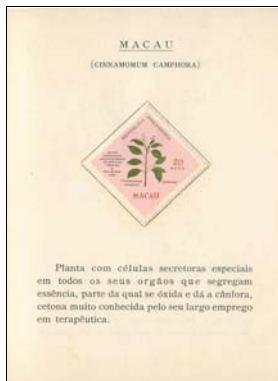 MACAU
(CINNAMOMUM CAMPHORA)
20
MACAU
Planta com células secretoras especiais
em todos os seus orgãos que segregam
essência, parte da qual se óxida e dá a cânfora,
cetona muito conhecida pelo seu largo emprego
em terapêutica.